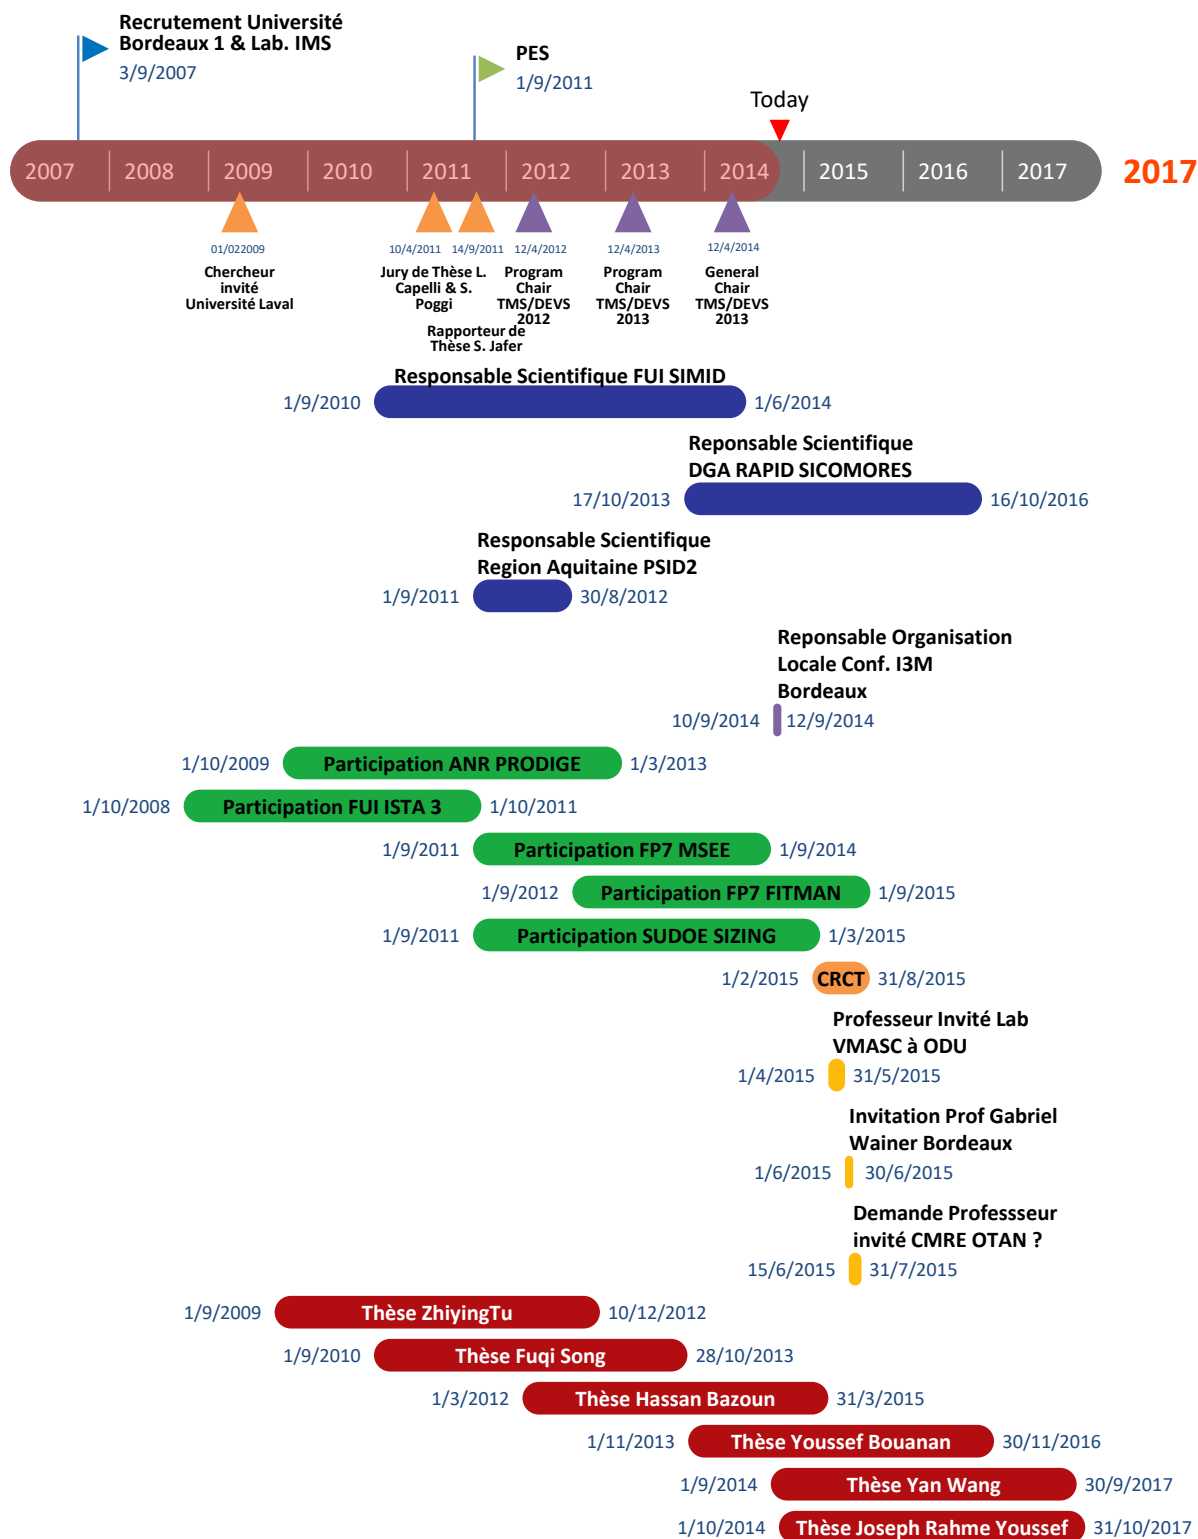 Recrutement Université
Bordeaux 1 & Lab. IMS
3/9/2007
PES
1/9/2011
Today
2007 2008 2009 2010 2011 2012 2013 2014 2015 2016 2017 2017
01/022009
Chercheur
invité
Université Laval
10/4/2011
Jury de Thèse L.
Capelli & S.
Poggi
14/9/2011
Rapporteur de
Thèse S. Jafer
12/4/2012
Program
Chair
TMS/DEVS
2012
12/4/2013
Program
Chair
TMS/DEVS
2013
12/4/2014
General
Chair
TMS/DEVS
2013
Responsable Scientifique FUI SIMID
1/9/2010 1/6/2014
Reponsable Scientifique
DGA RAPID SICOMORES
17/10/2013 16/10/2016
Responsable Scientifique
Region Aquitaine PSID2
1/9/2011 30/8/2012
Reponsable Organisation
Locale Conf. I3M
Bordeaux
10/9/2014 12/9/2014
1/10/2009 Participation ANR PRODIGE 1/3/2013
1/10/2008 Participation FUI ISTA 3 1/10/2011
1/9/2011 Participation FP7 MSEE 1/9/2014
1/9/2012 Participation FP7 FITMAN 1/9/2015
1/9/2011 Participation SUDOE SIZING 1/3/2015
1/2/2015 CRCT 31/8/2015
Professeur Invité Lab
VMASC à ODU
1/4/2015 31/5/2015
Invitation Prof Gabriel
Wainer Bordeaux
1/6/2015 30/6/2015
Demande Professseur
invité CMRE OTAN ?
15/6/2015 31/7/2015
1/9/2009 Thèse ZhiyingTu 10/12/2012
1/9/2010 Thèse Fuqi Song 28/10/2013
1/3/2012 Thèse Hassan Bazoun 31/3/2015
1/11/2013 Thèse Youssef Bouanan 30/11/2016
1/9/2014 Thèse Yan Wang 30/9/2017
1/10/2014 Thèse Joseph Rahme Youssef 31/10/2017